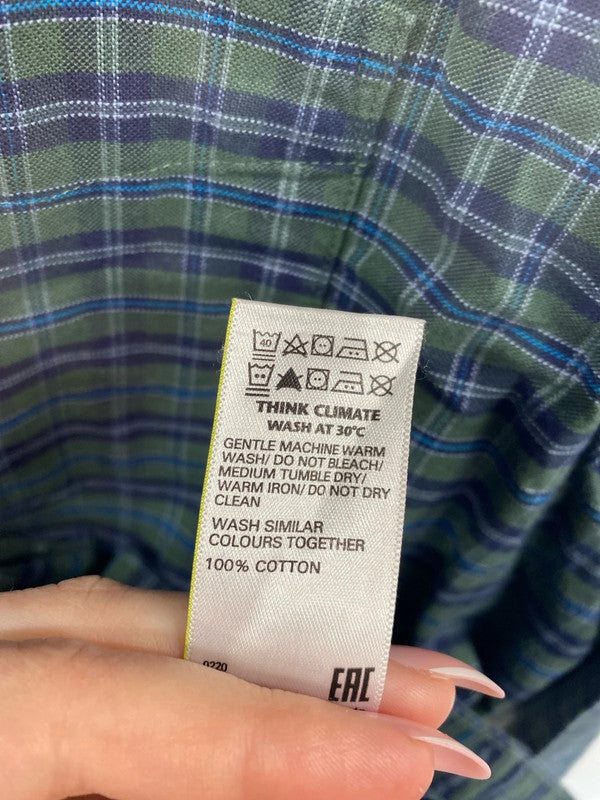 40
THINK CLIMATE
WASH AT 30°C
GENTLE MACHINE WARM
WASH/ DO NOT BLEACH/
MEDIUM TUMBLE DRY/
WARM IRON/ DO NOT DRY
CLEAN
WASH SIMILAR
COLOURS TOGETHER
100% COTTON
0220
EAC